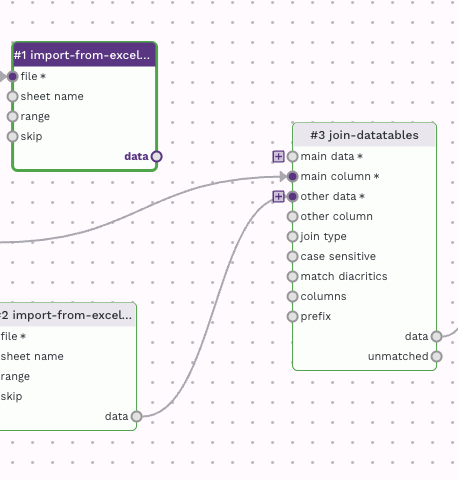 #1 import-from-excel...
file *
sheet name
range
skip
data
#3 join-datatables
main data *
main column *
other data *
other column
join type
case sensitive
match diacritics
columns
prefix
data
unmatched
#2 import-from-excel...
file *
sheet name
range
skip
data